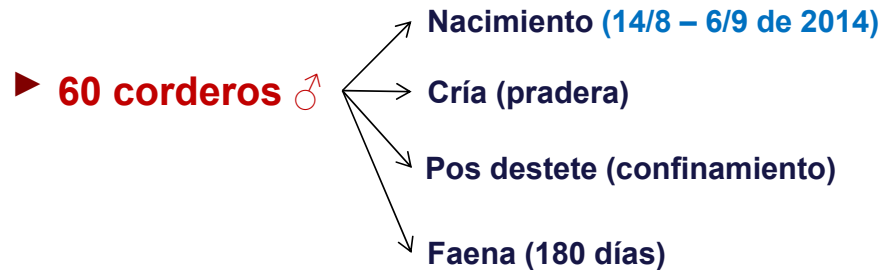 Nacimiento (14/8 – 6/9 de 2014)
► 60 corderos ♂
Cría (pradera)
Pos destete (confinamiento)
Faena (180 días)